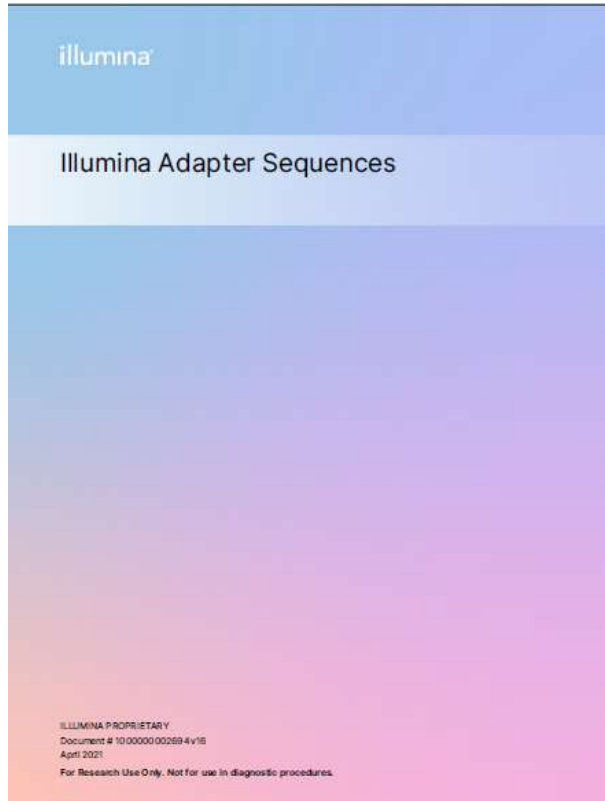 illumina®
Illumina Adapter Sequences
ILLUMINA PROPRIETARY
Document # 1000000002694 v16
April 2021
For Research Use Only. Not for use in diagnostic procedures.